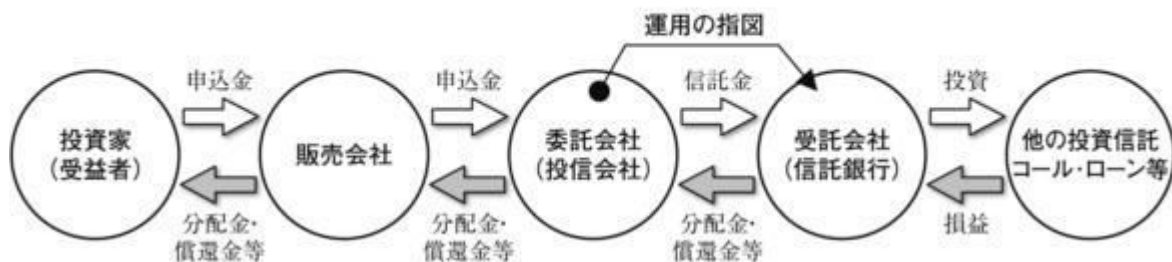 運用の指図
申込金
申込金
信託金
投資
投資家
(受益者)
販売会社
委託会社
(投信会社)
受託会社
(信託銀行)
他の投資信託
コール・ローン等
分配金・
償還金等
分配金・
償還金等
分配金・
償還金等
損益